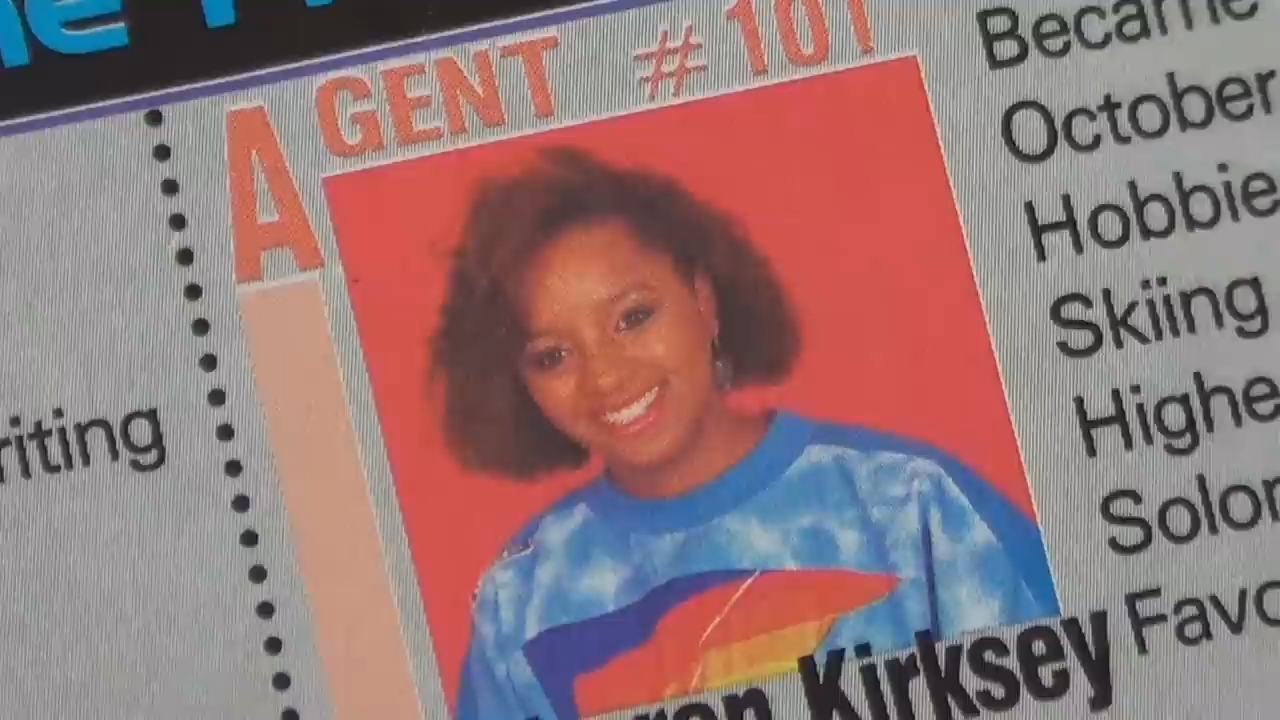 AGENT #101
Became
October
Hobbie
Skiing
Highe
Solon
Favo
riting
Kirksey